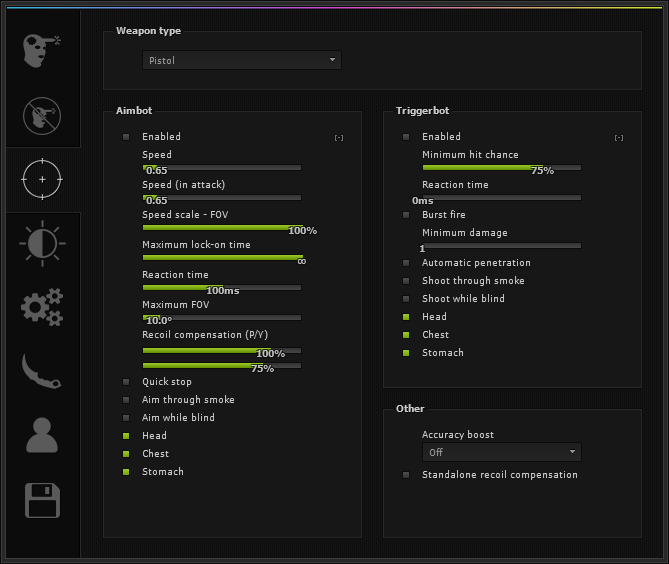 Weapon type
Pistol
Aimbot
Enabled
[-]
Speed
0.65
Speed (in attack)
0.65
Speed scale - FOV
100%
Maximum lock-on time
∞
Reaction time
100ms
Maximum FOV
10.0°
Recoil compensation (P/Y)
100%
75%
Quick stop
Aim through smoke
Aim while blind
Head
Chest
Stomach
Triggerbot
Enabled
[-]
Minimum hit chance
75%
Reaction time
0ms
Burst fire
Minimum damage
1
Automatic penetration
Shoot through smoke
Shoot while blind
Head
Chest
Stomach
Other
Accuracy boost
Off
Standalone recoil compensation